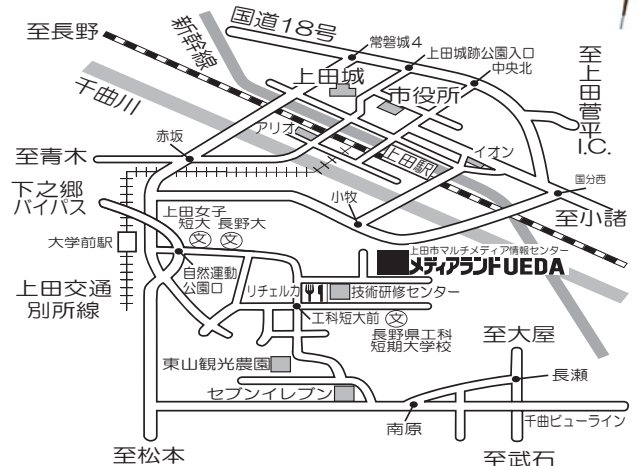 国道18号
至長野
新幹線
常磐城4
上田城跡公園入口
中央北
上田城
市役所
至上田菅平I.C.
千曲川
アリオ
赤坂
上田駅
イオン
至青木
国分西
下之郷
バイパス
上田女子
短大
長野大
文
文
小牧
至小諸
大学前駅
上田市マルチメディア情報センター
メディアランドUEDA
自然運動
公園口
リチェルカ
技術研修センター
上田交通
別所線
工科短大前
文
長野県工科
短期大学校
至大屋
東山観光農園
長瀬
セブンイレブン
南原
千曲ビューライン
至松本
至武石